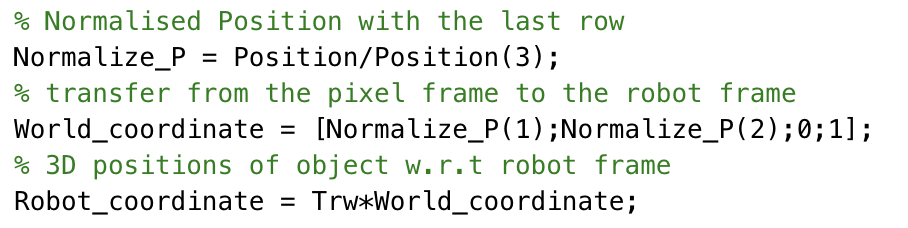 % Normalised Position with the last row
Normalize_P = Position/Position(3);
% transfer from the pixel frame to the robot frame
World_coordinate = [Normalize_P(1);Normalize_P(2);0;1];
% 3D positions of object w.r.t robot frame
Robot_coordinate = Trw*World_coordinate;